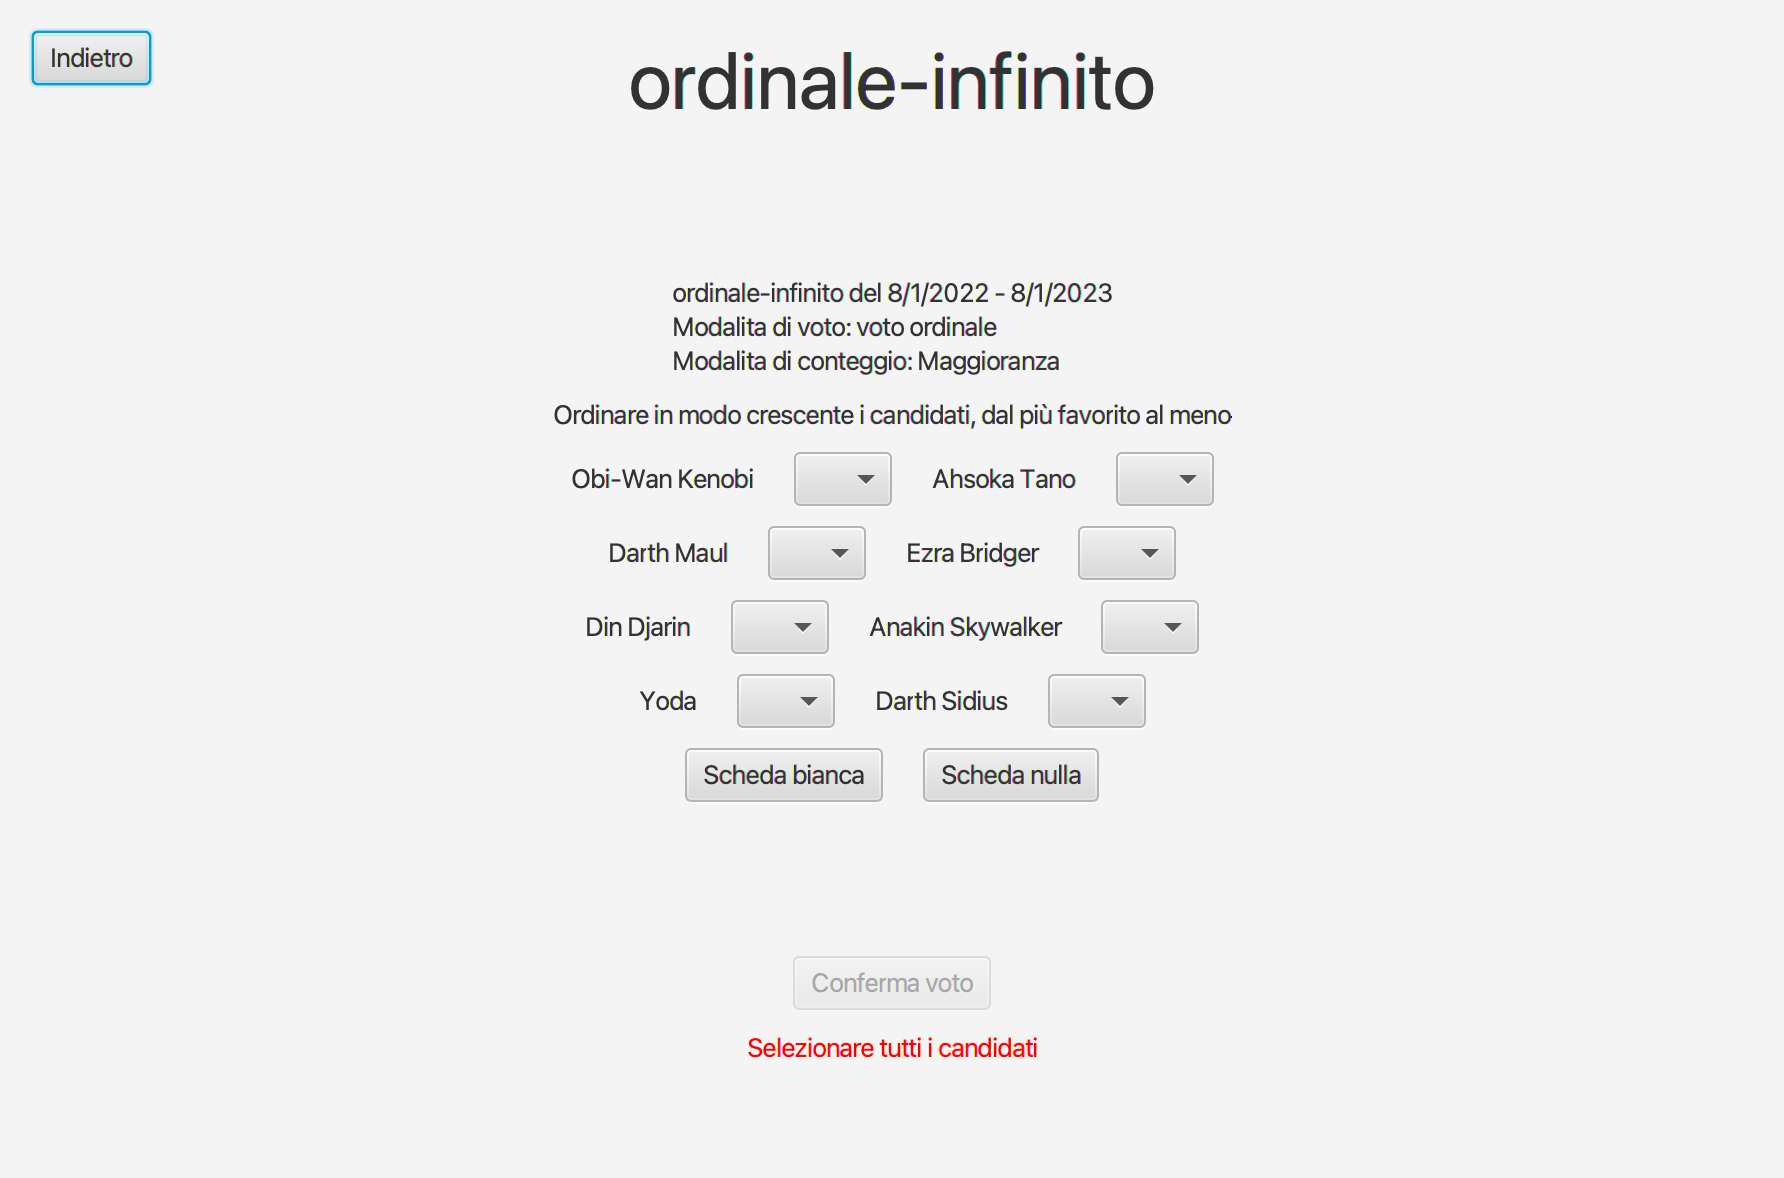 Indietro
ordinale-infinito
ordinale-infinito del 8/1/2022 - 8/1/2023
Modalita di voto: voto ordinale
Modalita di conteggio: Maggioranza
Ordinare in modo crescente i candidati, dal più favorito al meno
Obi-Wan Kenobi Ahsoka Tano
Darth Maul Ezra Bridger
Din Djarin Anakin Skywalker
Yoda Darth Sidius
Scheda bianca Scheda nulla
Conferma voto
Selezionare tutti i candidati